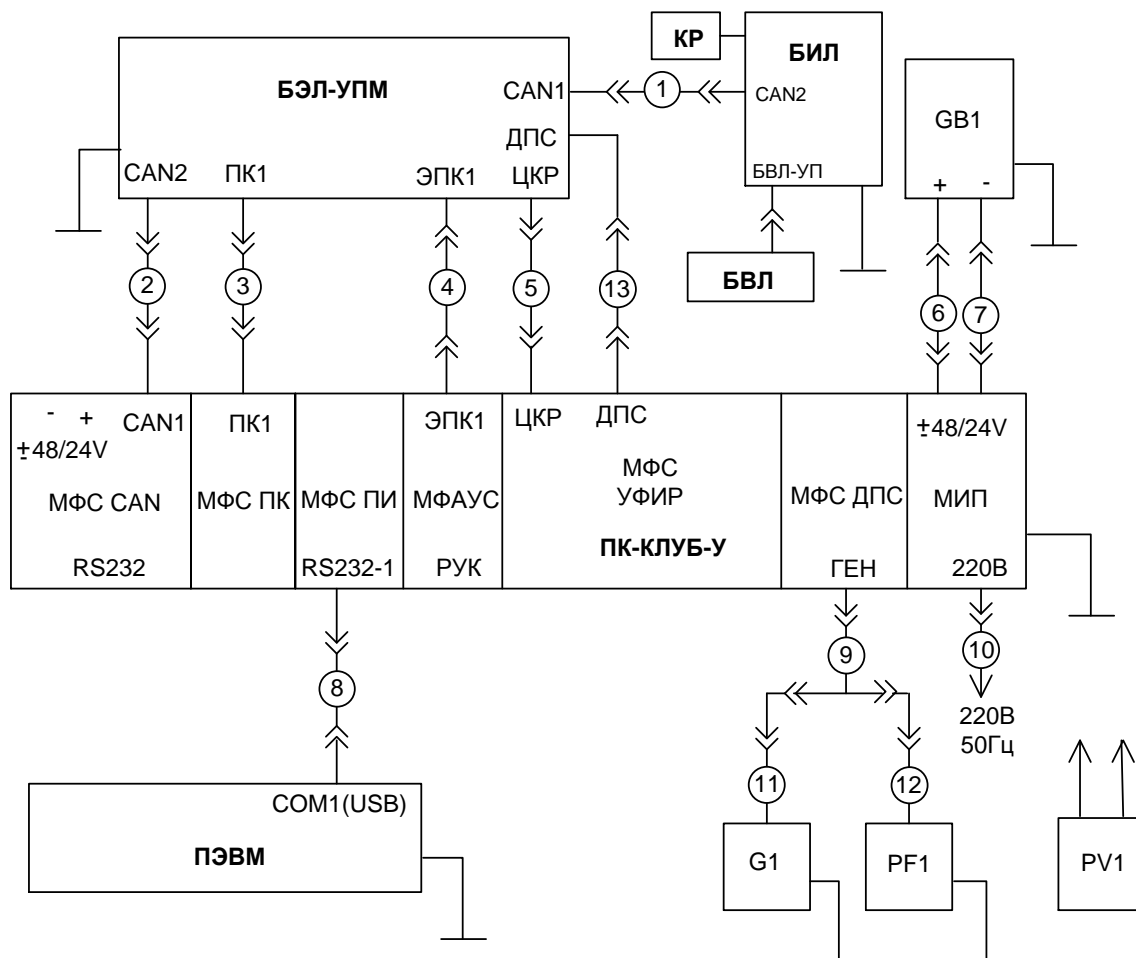 КР
БИЛ
БЭЛ-УПМ
CAN1
1
CAN2
GB1
ДПС
CAN2
ПК1
ЭПК1
ЦКР
БВЛ-УП
+ -
БВЛ
2
3
4
5
13
6
7
- +
CAN1
±48/24V
МФС CAN
RS232
ПК1
МФС ПК
МФС ПИ
RS232-1
ЭПК1
МФАУС
РУК
ЦКР
ДПС
МФС
УФИР
ПК-КЛУБ-У
МФС ДПС
ГЕН
±48/24V
МИП
220В
8
9
10
220В
50Гц
11
12
COM1(USB)
ПЭВМ
G1
PF1
PV1